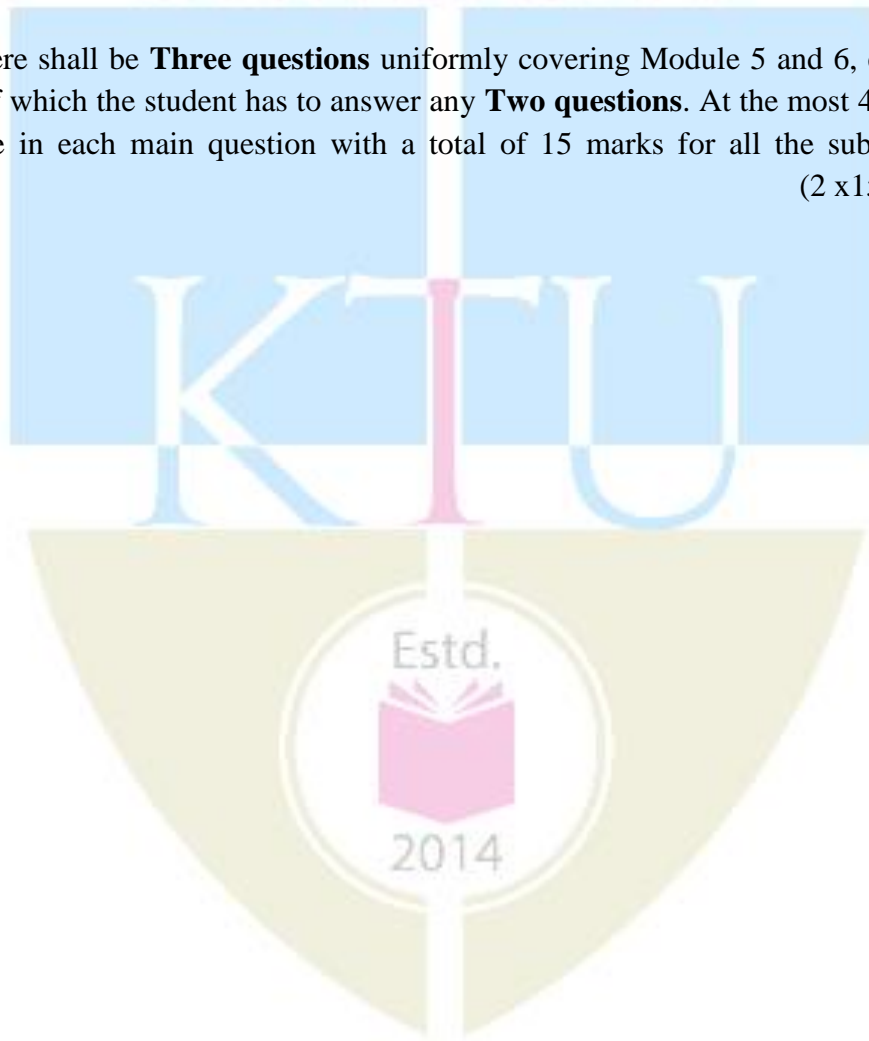 ere shall be Three questions uniformly covering Module 5 and 6,
f which the student has to answer any Two questions. At the most 4
e in each main question with a total of 15 marks for all the sub
(2 x1
KTU
Estd.
2014